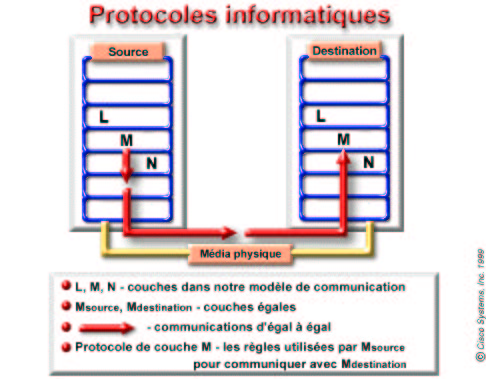 Protocoles informatiques
Source
Destination
L
M
N
L
M
N
Média physique
L, M, N - couches dans notre modèle de communication
Msource, Mdestination - couches égales
- communications d'égal à égal
Protocole de couche M - les règles utilisées par Msource
pour communiquer avec Mdestination
© Cisco Systems, Inc. 1999